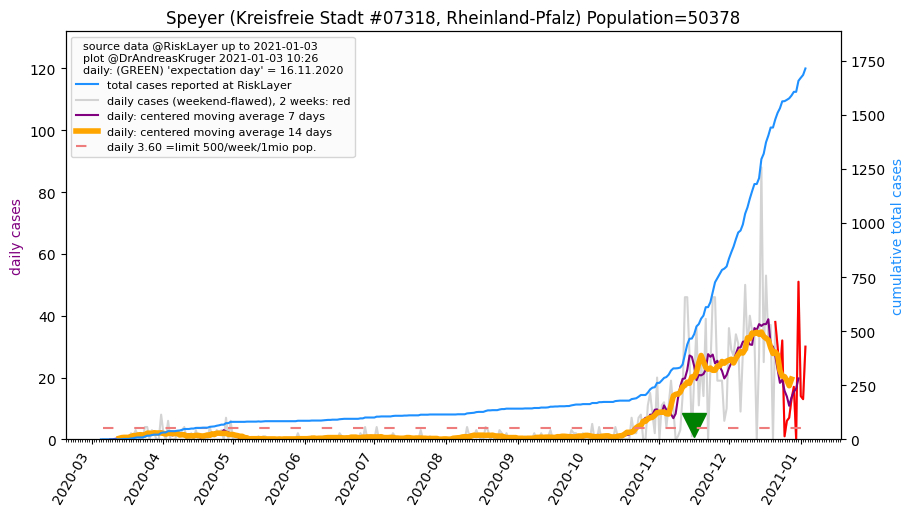 Speyer (Kreisfreie Stadt #07318, Rheinland-Pfalz) Population=50378
source data @RiskLayer up to 2021-01-03
plot @DrAndreasKruger 2021-01-03 10:26
daily: (GREEN) 'expectation day' = 16.11.2020
total cases reported at RiskLayer
daily cases (weekend-flawed), 2 weeks: red
daily: centered moving average 7 days
daily: centered moving average 14 days
daily 3.60 =limit 500/week/1mio pop.
daily cases
120
100
80
60
40
20
0
cumulative total cases
1750
1500
1250
1000
750
500
250
0
2020-03
2020-04
2020-05
2020-06
2020-07
2020-08
2020-09
2020-10
2020-11
2020-12
2021-01